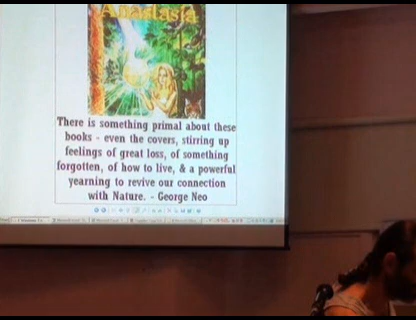 Anastasia
There is something primal about these
books - even the covers, stirring up
feelings of great loss, of something
forgotten, of how to live, & a powerful
yearning to revive our connection
with Nature. - George Neo